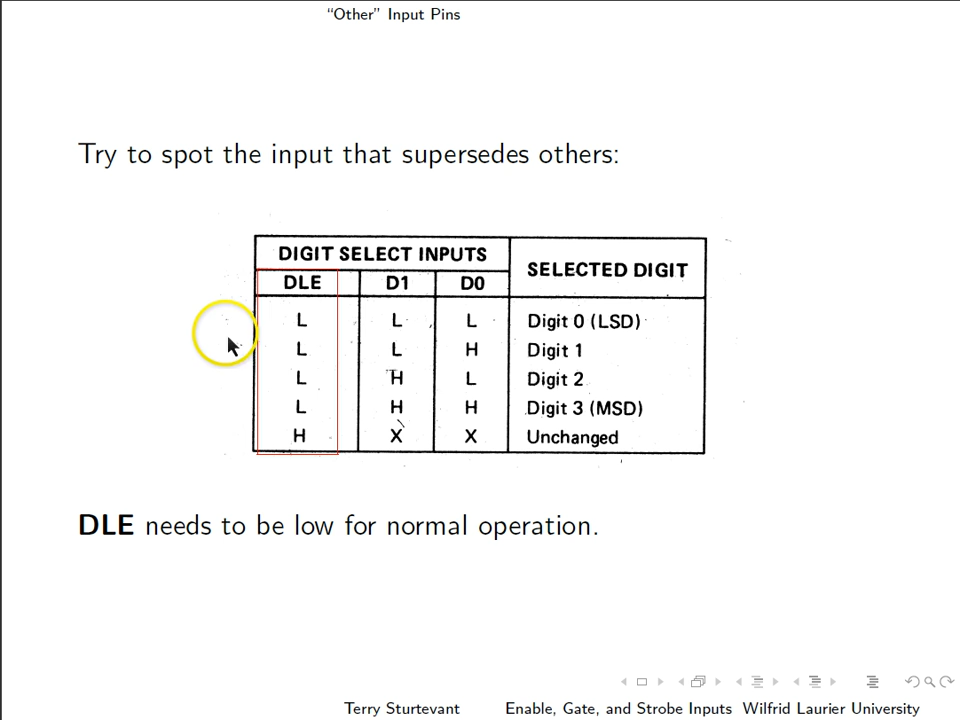 “Other” Input Pins
Try to spot the input that supersedes others:
DIGIT SELECT INPUTS SELECTED DIGIT
DLE D1 D0
L L L Digit 0 (LSD)
L L H Digit 1
L H L Digit 2
L H H Digit 3 (MSD)
H X X Unchanged
DLE needs to be low for normal operation.
Terry Sturtevant Enable, Gate, and Strobe Inputs Wilfrid Laurier University